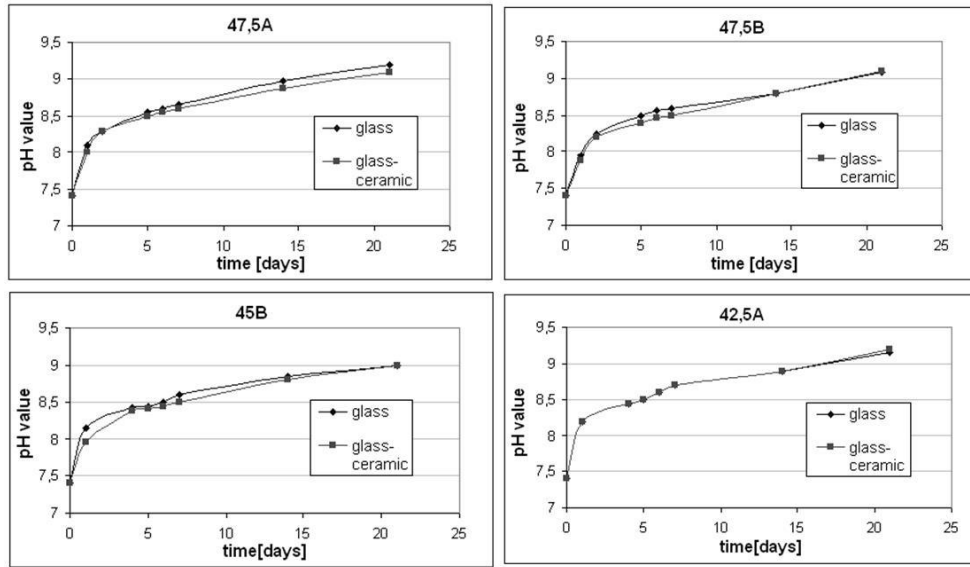 47,5A
9,5
9
8,5
8
7,5
7
pH value
0 5 10 15 20 25
time [days]
glass
glass-
ceramic
47,5B
9,5
9
8,5
8
7,5
7
pH value
0 5 10 15 20 25
time [days]
glass
glass-
ceramic
45B
9,5
9
8,5
8
7,5
7
pH value
0 5 10 15 20 25
time[days]
glass
glass-
ceramic
42,5A
9,5
9
8,5
8
7,5
7
pH value
0 5 10 15 20 25
time[days]
glass
glass-
ceramic